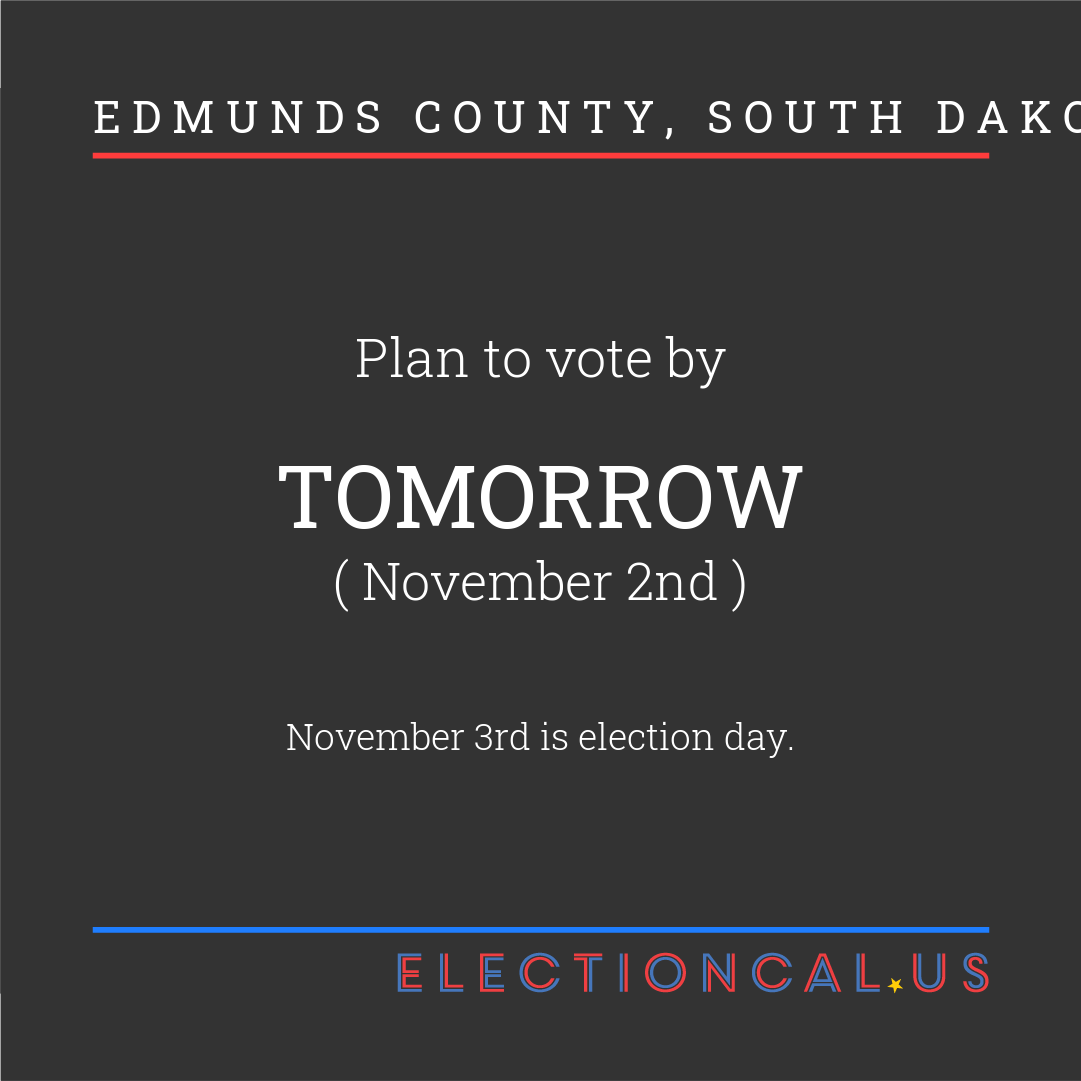 EDMUNDS COUNTY, SOUTH DAKO
Plan to vote by
TOMORROW
( November 2nd )
November 3rd is election day.
ELECTIONCAL.US